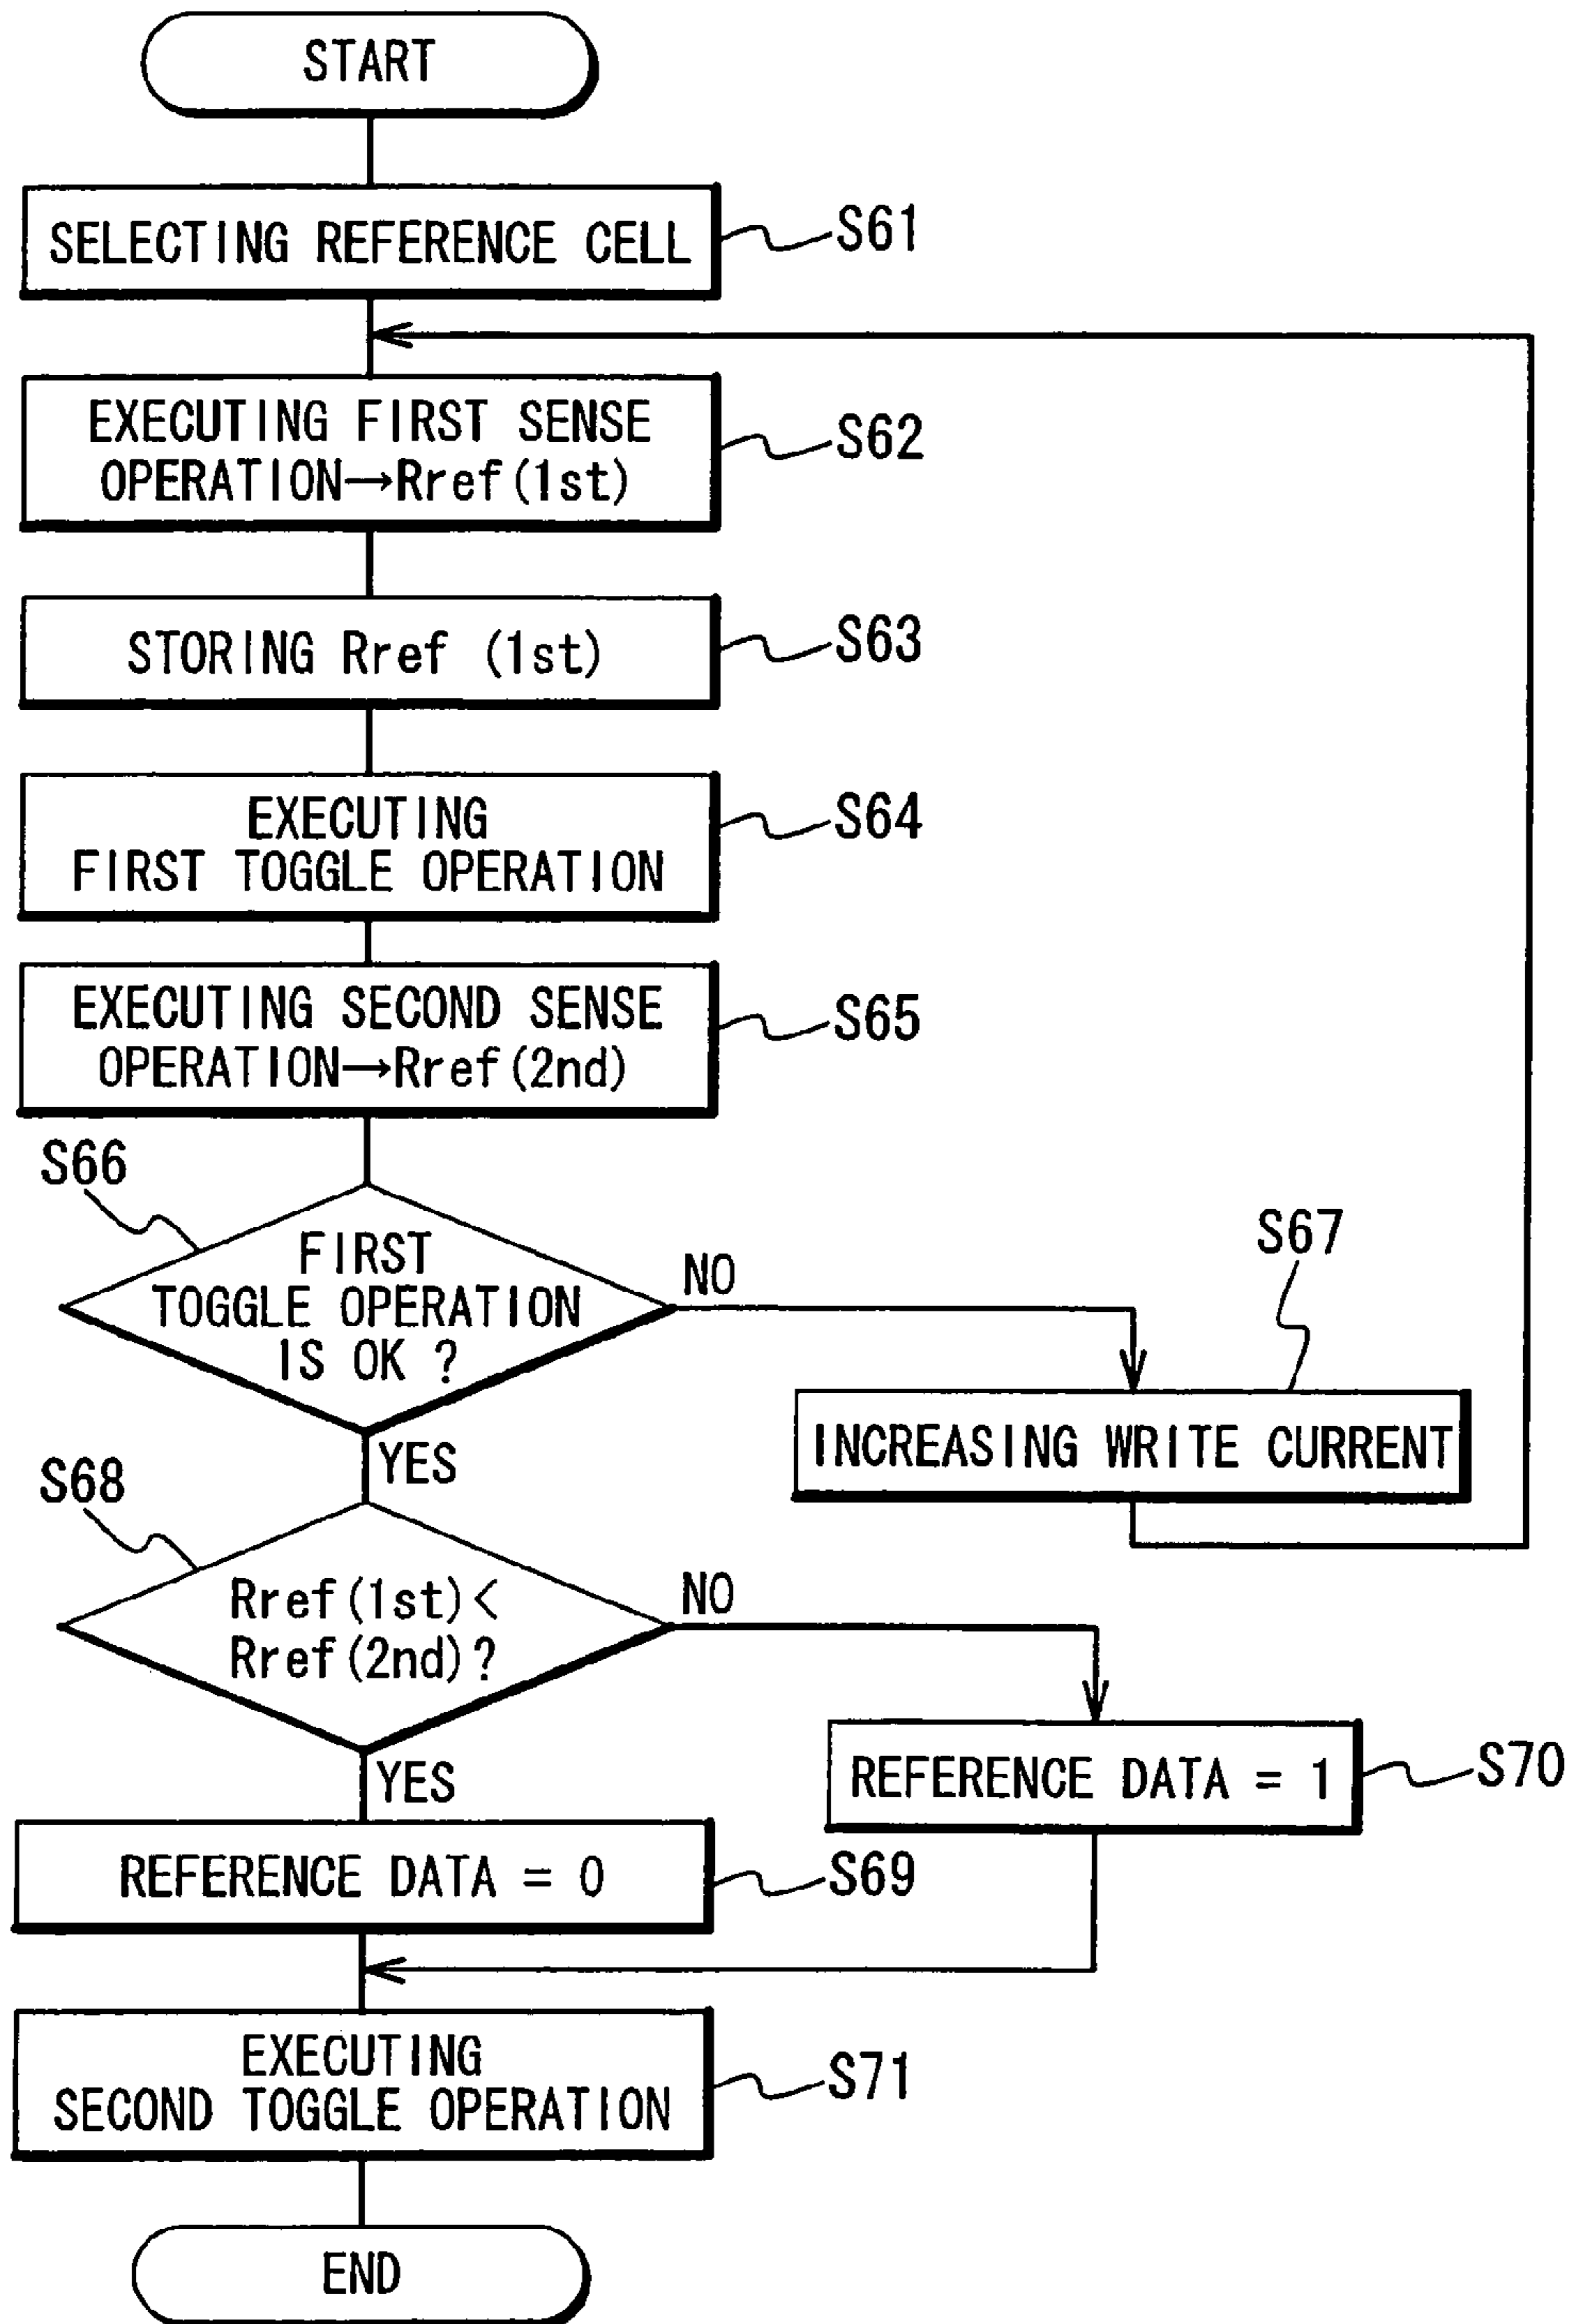 START
SELECTING REFERENCE CELL
S61
EXECUTING FIRST SENSE
OPERATION→Rref(1st)
S62
STORING Rref (1st)
S63
EXECUTING
FIRST TOGGLE OPERATION
S64
EXECUTING SECOND SENSE
OPERATION→Rref(2nd)
S65
S66
FIRST
TOGGLE OPERATION
IS OK ?
NO
S67
INCREASING WRITE CURRENT
YES
S68
Rref(1st)<
Rref(2nd)?
NO
REFERENCE DATA = 1
S70
YES
REFERENCE DATA = 0
S69
EXECUTING
SECOND TOGGLE OPERATION
S71
END